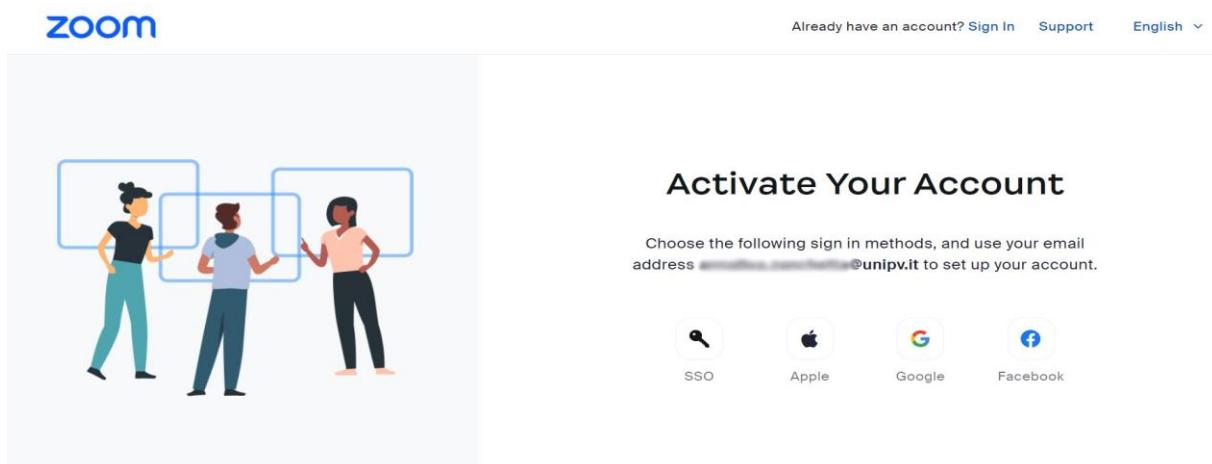 zoom
Already have an account? Sign In Support English
Activate Your Account
Choose the following sign in methods, and use your email
address @unipv.it to set up your account.
SSO Apple Google Facebook